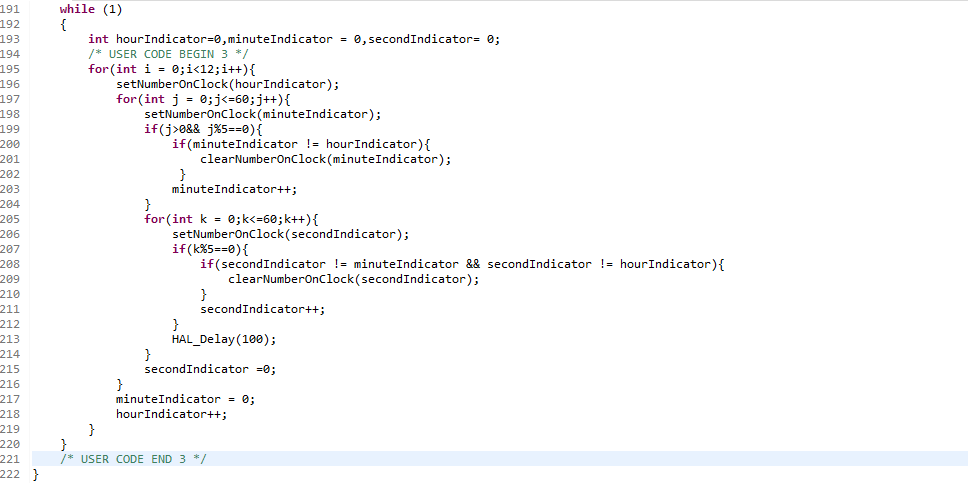 191 while (1)
192 {
193 int hourIndicator=0,minuteIndicator = 0,secondIndicator= 0;
194 /* USER CODE BEGIN 3 */
195 for(int i = 0;i<12;i++){
196 setNumberOnClock(hourIndicator);
197 for(int j = 0;j<=60;j++){
198 setNumberOnClock(minuteIndicator);
199 if(j>0&& j%5==0){
200 if(minuteIndicator != hourIndicator){
201 clearNumberOnClock(minuteIndicator);
202 }
203 minuteIndicator++;
204 }
205 for(int k = 0;k<=60;k++){
206 setNumberOnClock(secondIndicator);
207 if(k%5==0){
208 if(secondIndicator != minuteIndicator && secondIndicator != hourIndicator){
209 clearNumberOnClock(secondIndicator);
210 }
211 secondIndicator++;
212 }
213 HAL_Delay(100);
214 }
215 secondIndicator =0;
216 }
217 minuteIndicator = 0;
218 hourIndicator++;
219 }
220 }
221 /* USER CODE END 3 */
222 }